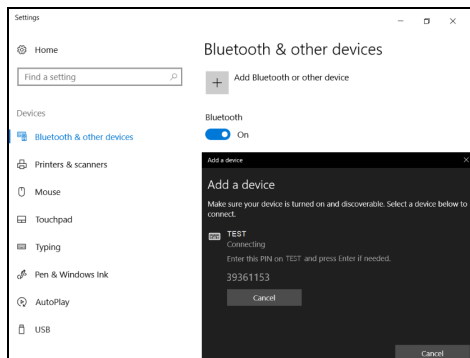 Settings
Home
Find a setting
Devices
Bluetooth & other devices
Printers & scanners
Mouse
Touchpad
Typing
Pen & Windows Ink
AutoPlay
USB
Bluetooth & other devices
Add Bluetooth or other device
Bluetooth
On
Add a device
Add a device
Make sure your device is turned on and discoverable. Select a device below to
connect.
TEST
Connecting
Enter this PIN on TEST and press Enter if needed.
39361153
Cancel
Cancel